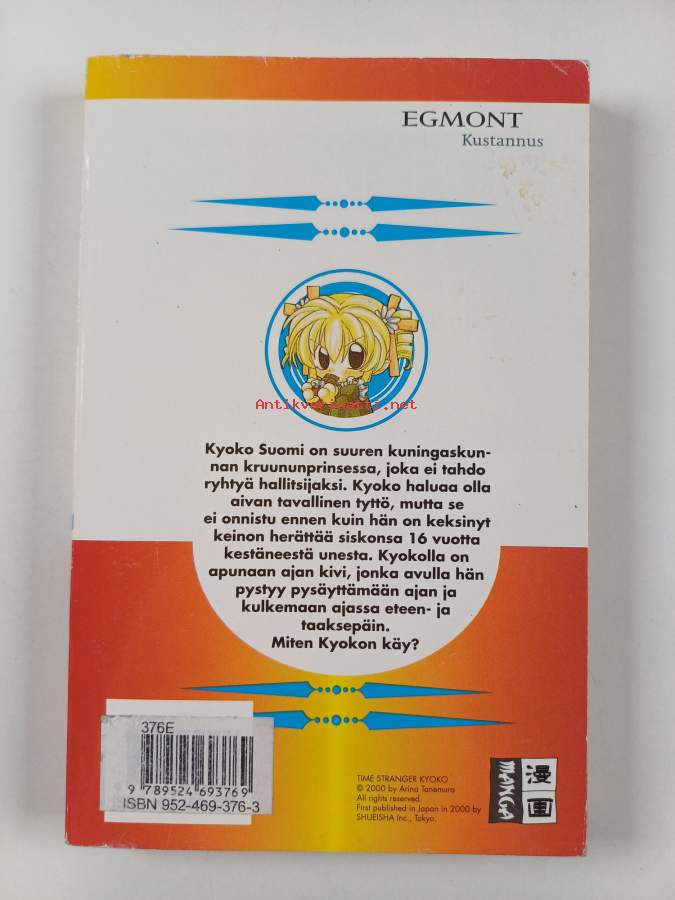 EGMONT
Kustannus
Antikvariaatti.net
Kyoko Suomi on suuren kuningaskun-
nan kruununprinsessa, joka ei tahdo
ryhtyä hallitsijaksi. Kyoko haluaa olla
aivan tavallinen tyttö, mutta se
ei onnistu ennen kuin hän on keksinyt
keinon herättää siskonsa 16 vuotta
kestäneestä unesta. Kyokolla on
apunaan ajan kivi, jonka avulla hän
pystyy pysäyttämään ajan ja
kulkemaan ajassa eteen- ja
taaksepäin.
Miten Kyokon käy?
376E
9 789524 693769
ISBN 952-469-376-3
TIME STRANGER KYOKO
© 2000 by Arina Tanemura
All rights reserved.
First published in Japan in 2000 by
SHUEISHA Inc., Tokyo.
MANGA
漫画